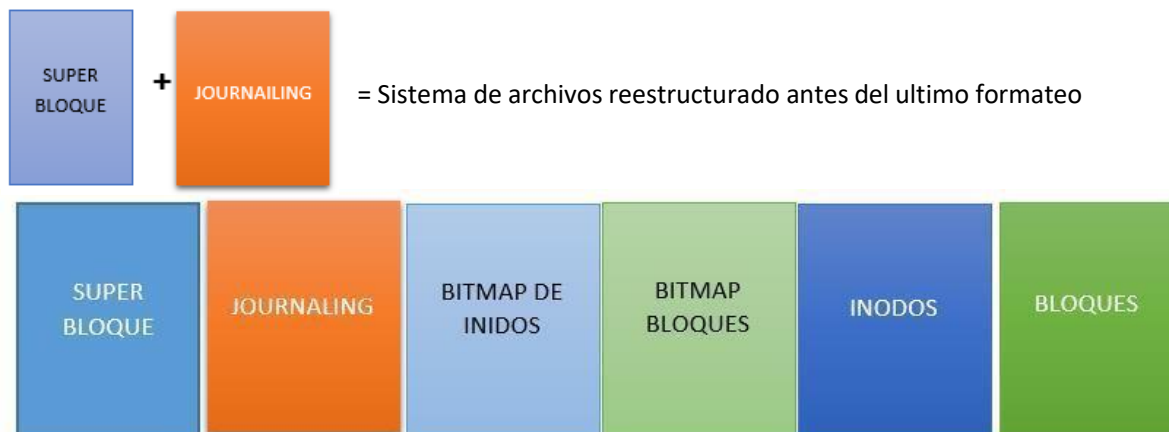 SUPER
BLOQUE
+
JOURNAILING
= Sistema de archivos reestructurado antes del ultimo formateo
SUPER
BLOQUE
JOURNALING
BITMAP DE
INIDOS
BITMAP
BLOQUES
INODOS
BLOQUES